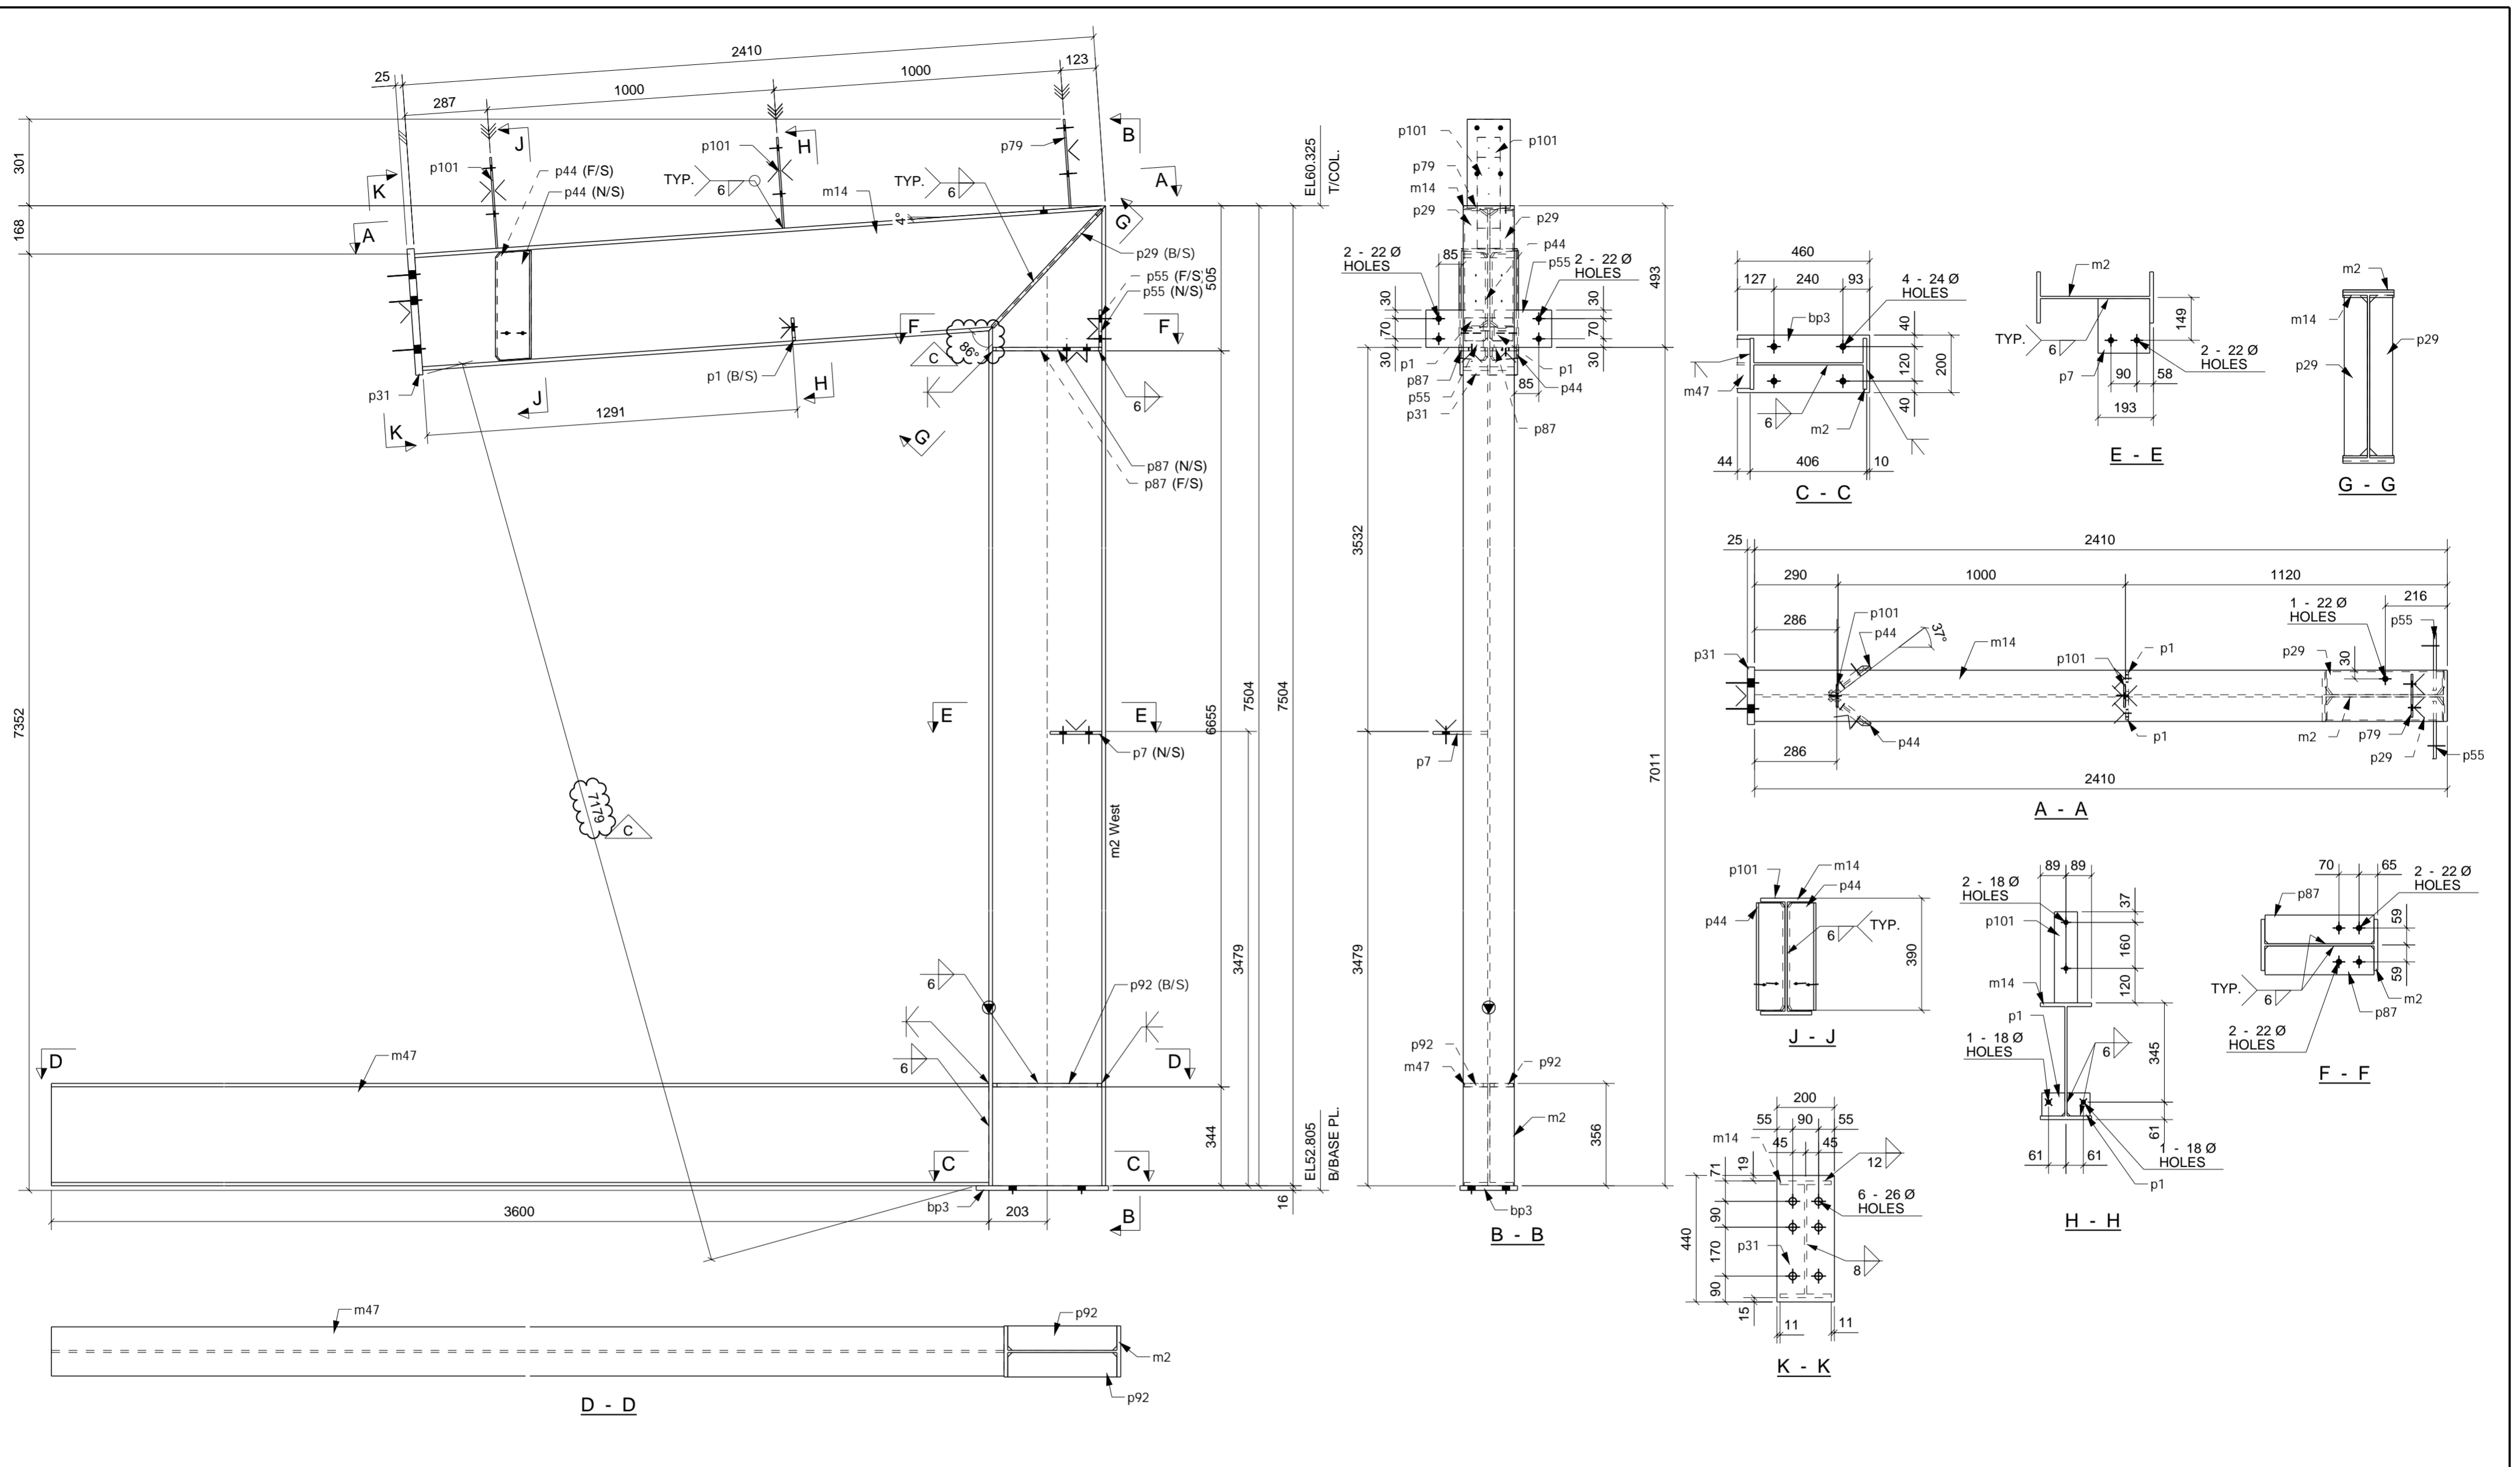 2410
25
123
1000
1000
287
301
168
7352
J
H
B
A
K
p101
p44 (F/S)
p44 (N/S)
p101
p79
TYP.
6
m14
TYP.
6
4°
G
A
p29 (B/S)
p55 (F/S)
p55 (N/S)
505
F
F
86°
C
p1 (B/S)
H
p31
J
1291
K
G
6
p87 (N/S)
p87 (F/S)
E
E
p7 (N/S)
7179
C
m2 West
6655
7504
7504
3479
344
6
p92 (B/S)
6
D
D
m47
C
C
bp3
B
3600
203
16
EL60.325
T/COL.
EL52.805
B/BASE PL.
m47
p92
m2
p92
D - D
p101
p101
p79
m14
p29
p29
p44
2 - 22 Ø
HOLES
85
p55
2 - 22 Ø
HOLES
30
70
30
30
70
30
p1
p87
p55
p31
p1
p44
85
p87
493
3532
3479
7011
p7
p92
m47
p92
m2
356
bp3
B - B
460
127
240
93
4 - 24 Ø
HOLES
bp3
40
120
40
200
m47
6
m2
44
406
10
C - C
m2
149
TYP.
6
2 - 22 Ø
HOLES
p7
90
58
193
E - E
m2
m14
p29
p29
G - G
25
2410
290
1000
1120
216
1 - 22 Ø
HOLES
286
p101
p44
37°
m14
p31
p101
p1
p29
30
p55
p44
p1
m2
p79
p29
p55
286
2410
A - A
p101
m14
p44
p44
6
TYP.
390
J - J
89
89
2 - 18 Ø
HOLES
p101
37
160
120
m14
p1
1 - 18 Ø
HOLES
6
345
61
61
61
1 - 18 Ø
HOLES
p1
H - H
70
65
2 - 22 Ø
HOLES
p87
59
59
TYP.
6
m2
p87
2 - 22 Ø
HOLES
F - F
200
55
90
55
m14
45
45
71
19
12
6 - 26 Ø
HOLES
440
90
170
90
p31
8
15
11
11
K - K